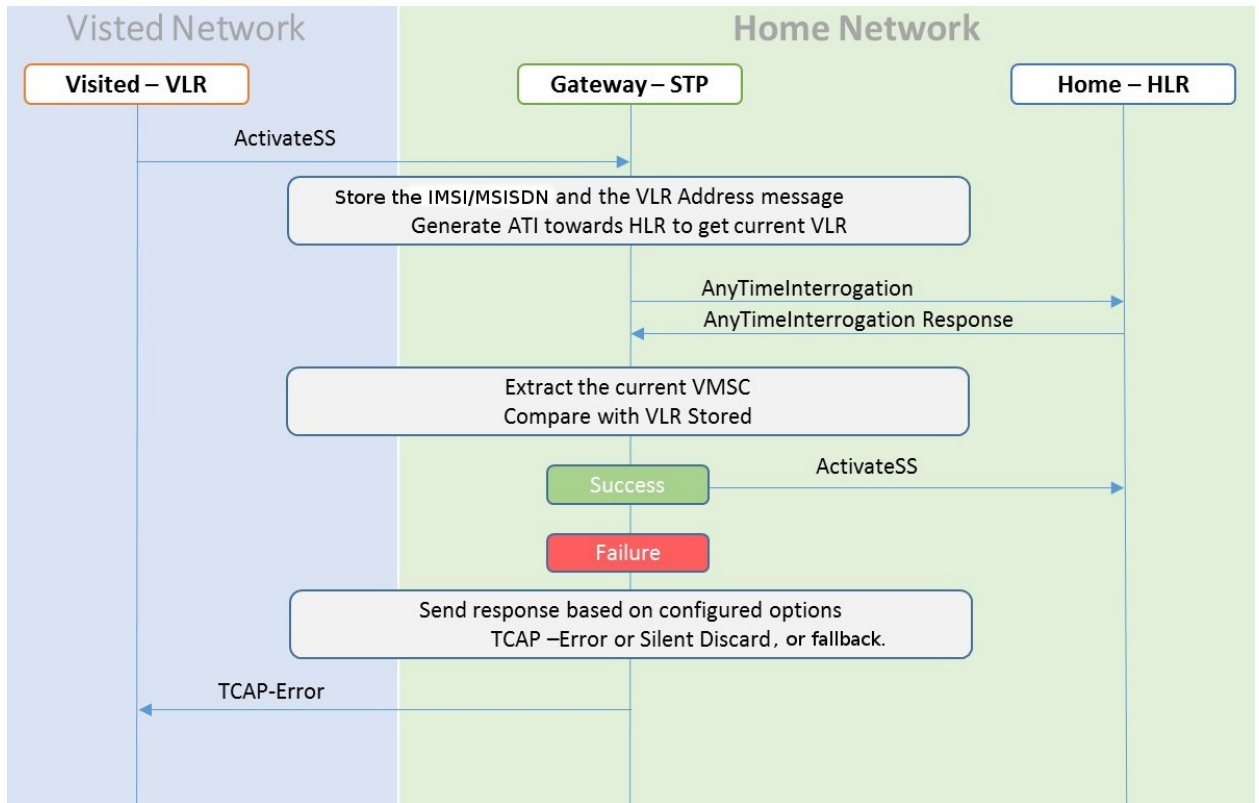 Visted Network
Home Network
Visited – VLR
Gateway – STP
Home – HLR
ActivateSS
Store the IMSI/MSISDN and the VLR Address message
Generate ATI towards HLR to get current VLR
AnyTimeInterrogation
AnyTimeInterrogation Response
Extract the current VMSC
Compare with VLR Stored
Success
ActivateSS
Failure
Send response based on configured options
TCAP –Error or Silent Discard, or fallback.
TCAP-Error